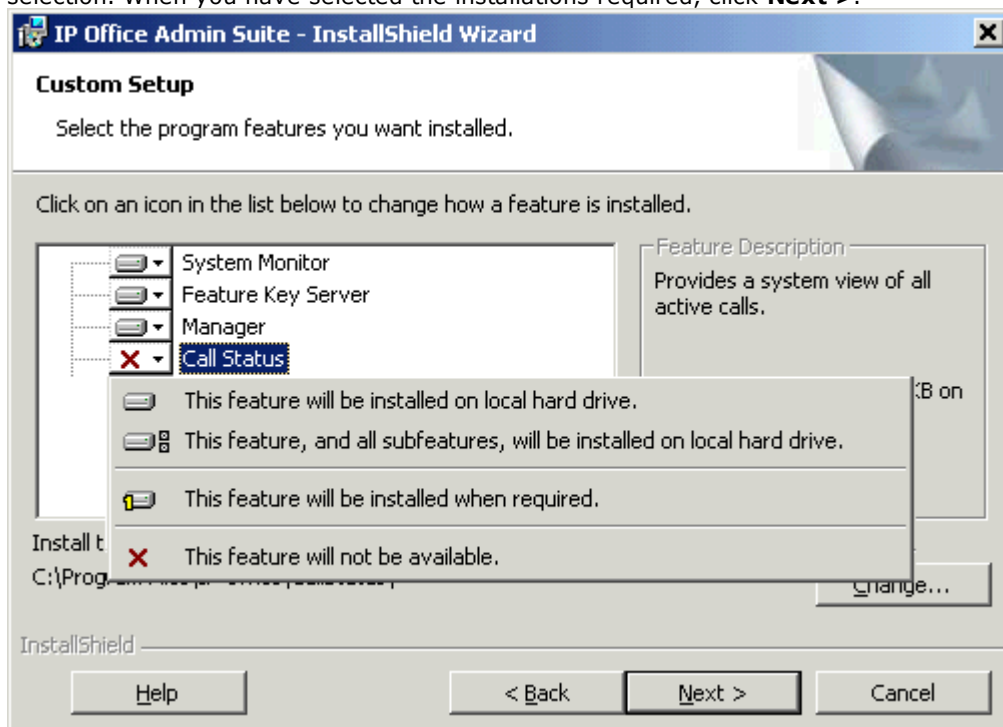 selection. When you have selected the installations required, click Next >.
IP Office Admin Suite - InstallShield Wizard
Custom Setup
Select the program features you want installed.
Click on an icon in the list below to change how a feature is installed.
System Monitor
Feature Key Server
Manager
Call Status
Feature Description
Provides a system view of all
active calls.
KB on
This feature will be installed on local hard drive.
This feature, and all subfeatures, will be installed on local hard drive.
This feature will be installed when required.
This feature will not be available.
Install t
C:\Prog
Change...
InstallShield
Help
< Back
Next >
Cancel